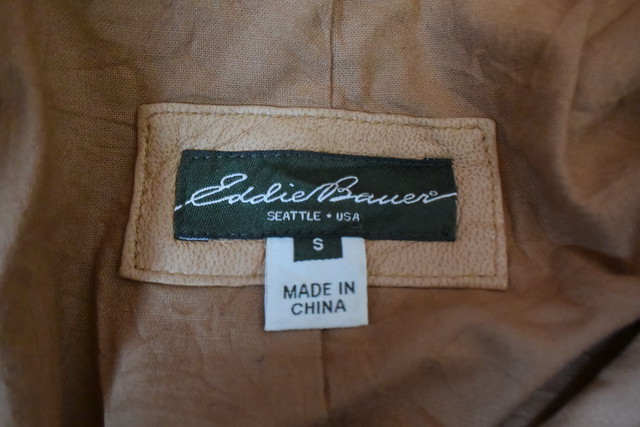 Eddie Bauer
SEATTLE • USA
S
MADE IN
CHINA